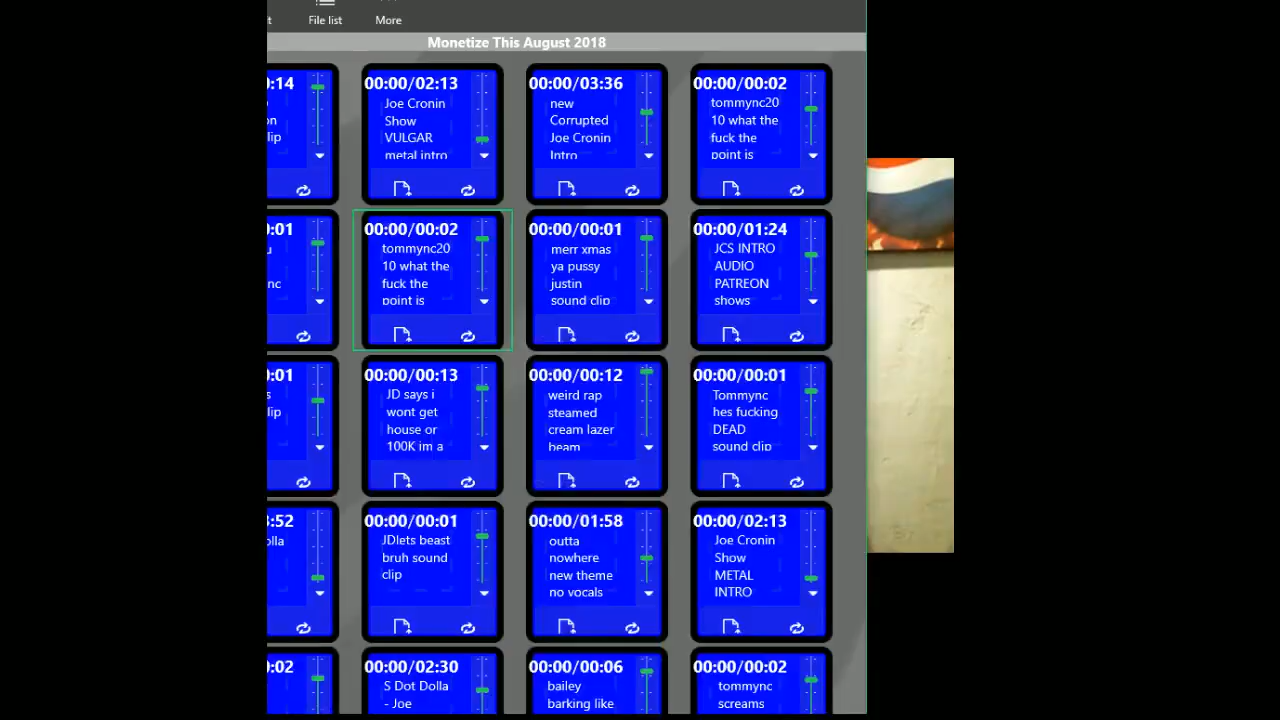 t File list More
Monetize This August 2018
:14 00:00/02:13 00:00/03:36 00:00/02
on
lip
Joe Cronin
Show
VULGAR
metal intro
new
Corrupted
Joe Cronin
Intro
tommync20
10 what the
fuck the
point is
:01 00:00/00:02 00:00/00:01 00:00/01:24
u
nc
tommync20
10 what the
fuck the
point is
merr xmas
ya pussy
justin
sound clip
JCS INTRO
AUDIO
PATREON
shows
:01 00:00/00:13 00:00/00:12 00:00/00:01
s
lip
JD says i
wont get
house or
100K im a
weird rap
steamed
cream lazer
beam
Tommync
hes fucking
DEAD
sound clip
:52 00:00/00:01 00:00/01:58 00:00/02:13
olla
JDlets beast
bruh sound
clip
outta
nowhere
new theme
no vocals
Joe Cronin
Show
METAL
INTRO
:02 00:00/02:30 00:00/00:06 00:00/00:02
S Dot Dolla
- Joe
bailey
barking like
tommync
screams